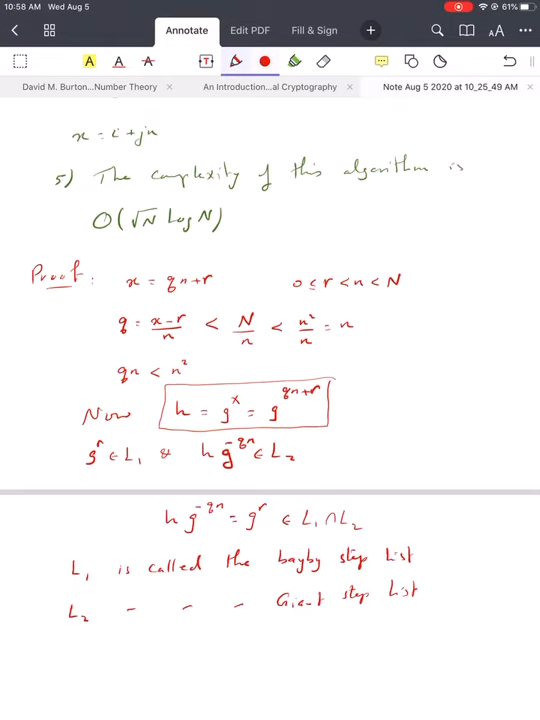 10:58 AM Wed Aug 5
61%
Annotate Edit PDF Fill & Sign
David M. Burton...Number Theory × An Introduction...al Cryptography × Note Aug 5 2020 at 10_25_49 AM ×
x = i + jn
5) The complexity of this algorithm is
O(√N Log N)
Proof: x = qn+r 0 ≤ r < n < N
q = (x-r)/n < N/n < n²/n = n
qn < n²
Now h = g^x = g^(qn+r)
g^r ∈ L₁ & h g^(-qn) ∈ L₂
h g^(-qn) = g^r ∈ L₁ ∩ L₂
L₁ is called the bayby step List
L₂ " " " Giant step List